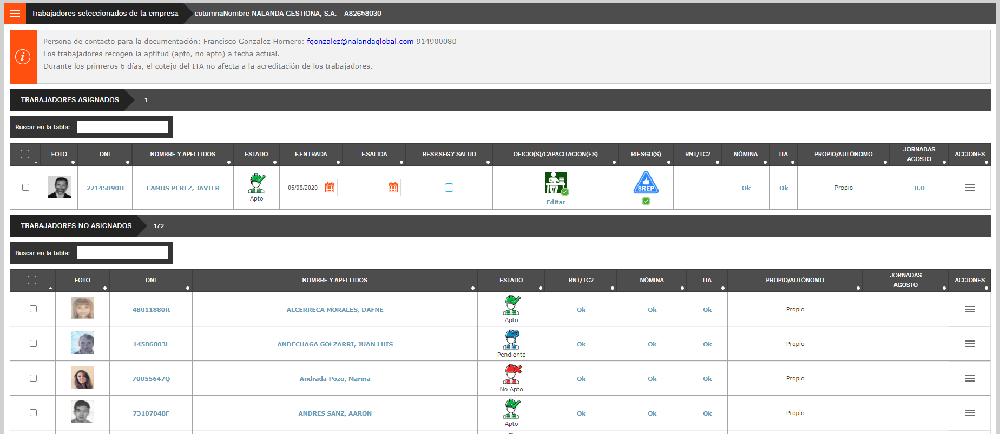 Trabajadores seleccionados de la empresa
columnaNombre NALANDA GESTIONA, S.A. - A82658030
Persona de contacto para la documentación: Francisco Gonzalez Hornero: fgonzalez@nalandaglobal.com 914900080
Los trabajadores recogen la aptitud (apto, no apto) a fecha actual.
Durante los primeros 6 días, el cotejo del ITA no afecta a la acreditación de los trabajadores.
TRABAJADORES ASIGNADOS 1
Buscar en la tabla:
FOTO DNI NOMBRE Y APELLIDOS ESTADO F.ENTRADA F.SALIDA RESP.SEG.Y SALUD OFICIO(S)/CAPACITACION(ES) RIESGO(S) RNT/TC2 NÓMINA ITA PROPIO/AUTÓNOMO JORNADAS AGOSTO ACCIONES
22145890H CAMUS PEREZ, JAVIER Apto 05/08/2020 Editar SREP Ok Ok Propio 0.0
TRABAJADORES NO ASIGNADOS 172
Buscar en la tabla:
FOTO DNI NOMBRE Y APELLIDOS ESTADO RNT/TC2 NÓMINA ITA PROPIO/AUTÓNOMO JORNADAS AGOSTO ACCIONES
48011880R ALCERRECA MORALES, DAFNE Apto Ok Ok Ok Propio
14586803L ANDECHAGA GOLZARRI, JUAN LUIS Pendiente Ok Ok Ok Propio
70055647Q Andrada Pozo, Marina No Apto Ok Ok Ok Propio
73107048F ANDRES SANZ, AARON Apto Ok Ok Ok Propio